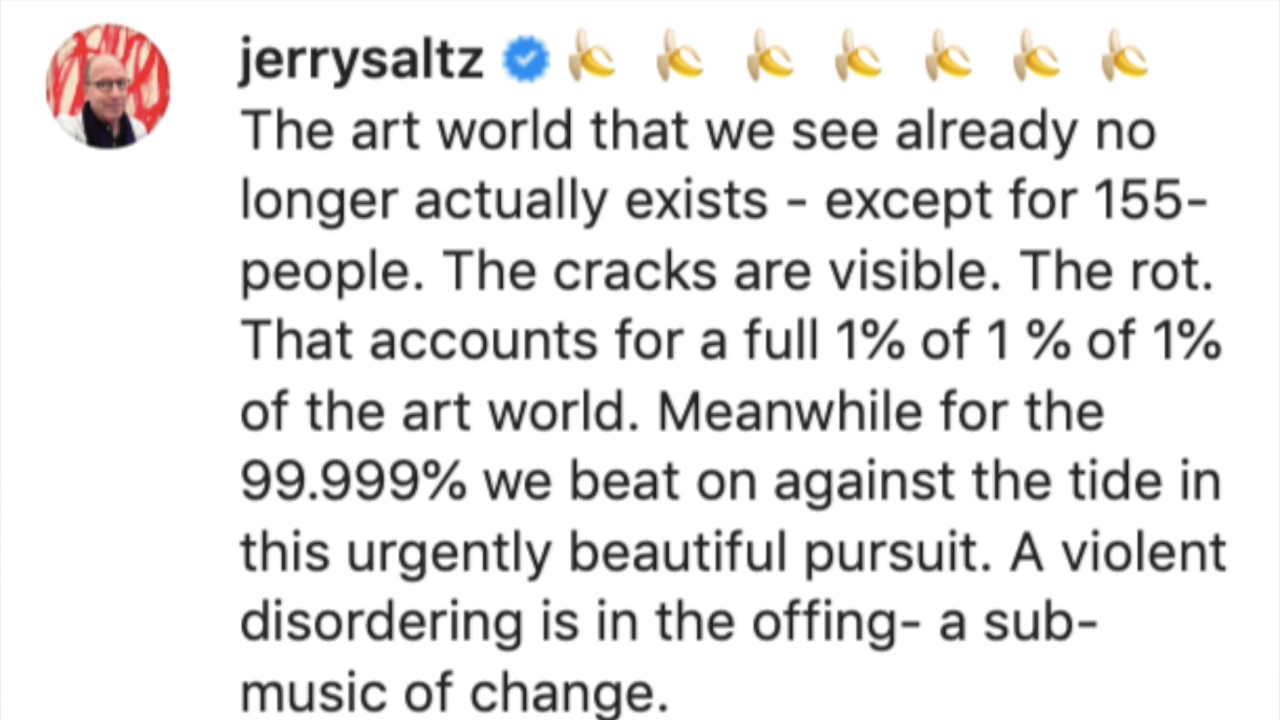 jerrysaltz 🍌 🍌 🍌 🍌 🍌 🍌 🍌
The art world that we see already no
longer actually exists - except for 155-
people. The cracks are visible. The rot.
That accounts for a full 1% of 1 % of 1%
of the art world. Meanwhile for the
99.999% we beat on against the tide in
this urgently beautiful pursuit. A violent
disordering is in the offing- a sub-
music of change.